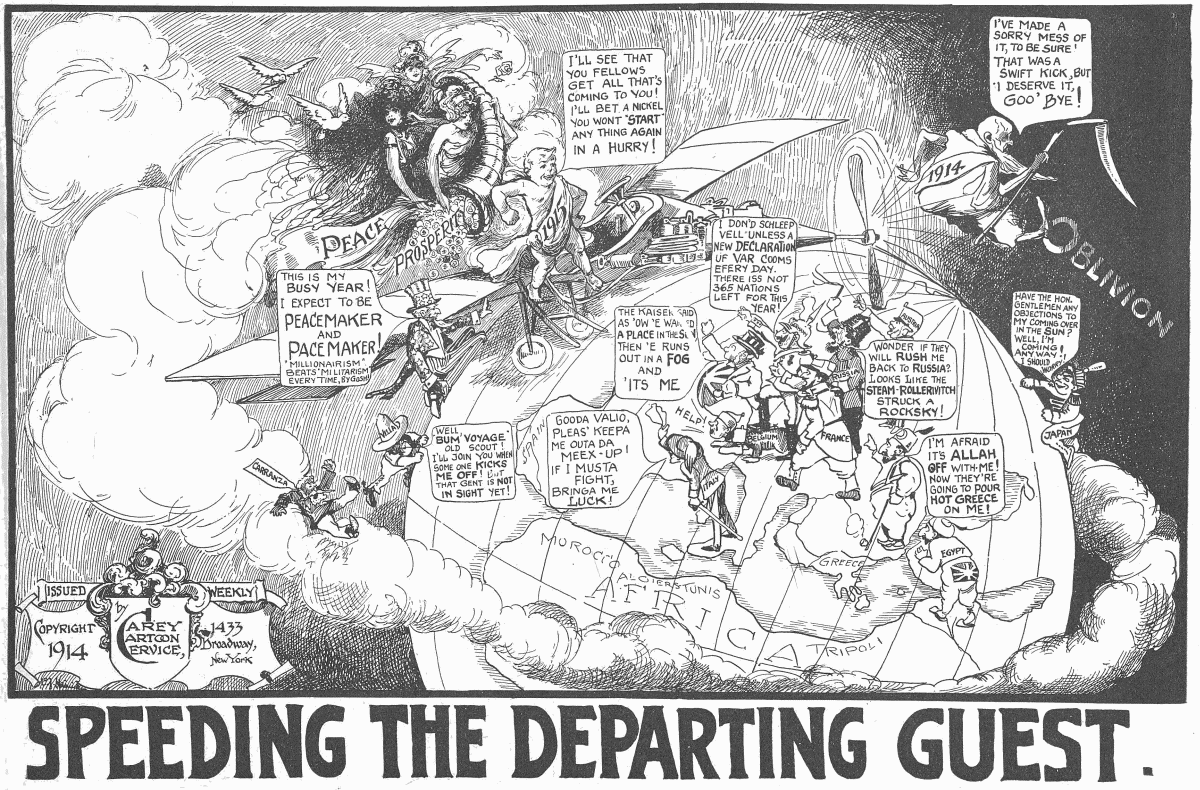 I'VE MADE A
SORRY MESS OF
IT, TO BE SURE!
THAT WAS A
SWIFT KICK, BUT
I DESERVE IT,
GOO' BYE!
1914
OBLIVION
I'LL SEE THAT
YOU FELLOWS
GET ALL THAT'S
COMING TO YOU!
I'LL BET A NICKEL
YOU WONT "START"
ANY THING AGAIN
IN A HURRY!
1915
PEACE
PROSPERITY
THIS IS MY
BUSY YEAR!
I EXPECT TO BE
PEACEMAKER
AND
PACEMAKER!
"MILLIONAIRISM"
BEATS "MILITARISM"
EVERY TIME, BY GOSH!
I DON'D SCHLEEP
VELL UNLESS A
NEW DECLARATION
UF VAR COOMS
EFERY DAY.
THERE ISS NOT
365 NATIONS
LEFT FOR THIS
YEAR!
THE KAISER SAID
AS 'OW 'E WAN
A PLACE IN THE SUN
THEN 'E RUNS
OUT IN A FOG
AND
'ITS ME
HELP!
BELGIUM
RUSSIA
RUSSIA
FRANCE
WONDER IF THEY
WILL RUSH ME
BACK TO RUSSIA?
LOOKS LIKE THE
STEAM-ROLLERVITCH
STRUCK A
ROCKSKY!
HAVE THE HON.
GENTLEMEN ANY
OBJECTIONS TO
MY COMING OVER
IN THE SUN?
WELL, I'M
COMING
ANYWAY!
I SHOULD
WORRY
JAPAN
VILLA
WELL,
BUM' VOYAGE
OLD SCOUT!
I'LL JOIN YOU WHEN
SOME ONE KICKS
ME OFF! BUT
THAT GENT IS NOT
IN SIGHT YET!
CARRANZA
SPAIN
GOODA VALIO,
PLEAS' KEEPA
ME OUTA DA
MEEX-UP!
IF I MUSTA
FIGHT,
BRINGA ME
LUCK!
ITALY
I'M AFRAID
IT'S ALLAH
OFF WITH ME!
NOW THEY'RE
GOING TO POUR
HOT GREECE
ON ME!
EGYPT
GREECE
MOROCCO
ALGIERS
TUNIS
AFRICA
TRIPOLI
ISSUED WEEKLY
COPYRIGHT
1914
by
CAREY
CARTOON
SERVICE,
1433
Broadway,
NEW YORK
SPEEDING THE DEPARTING GUEST.